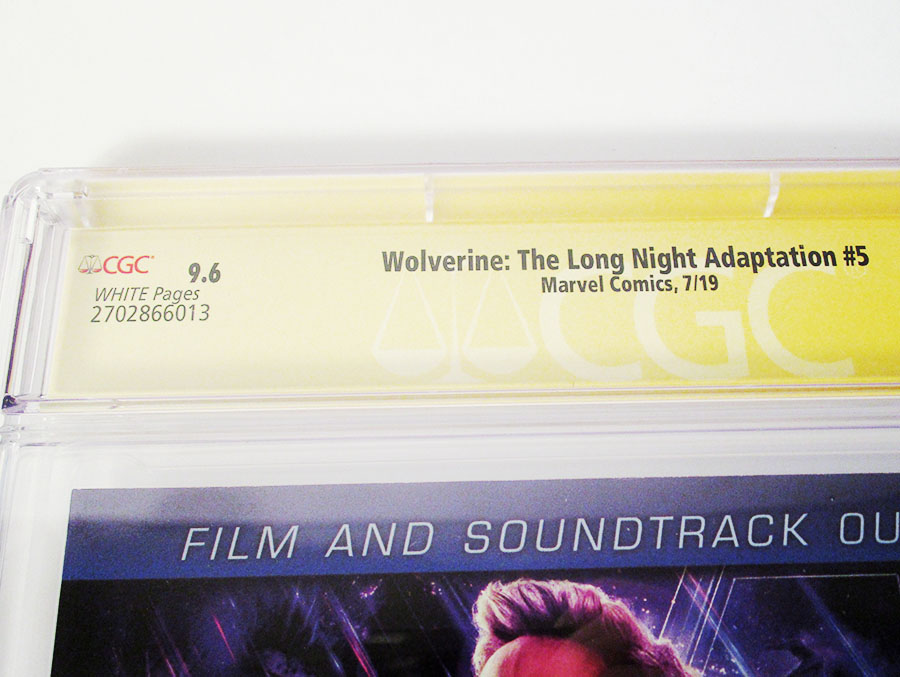 CGC
9.6
WHITE Pages
2702866013
Wolverine: The Long Night Adaptation #5
Marvel Comics, 7/19
CGC
FILM AND SOUNDTRACK OU